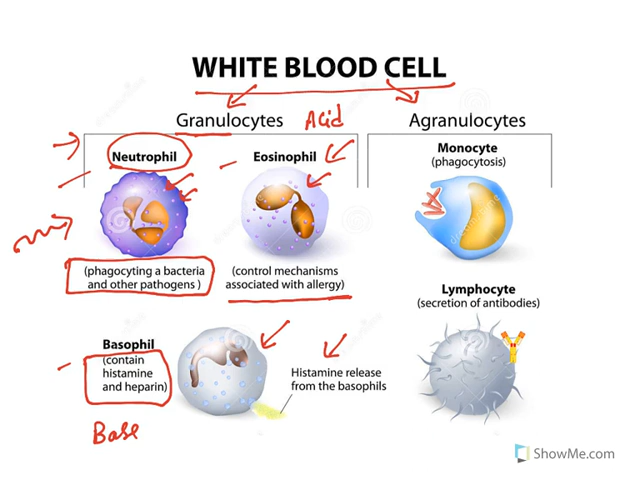 WHITE BLOOD CELL
Granulocytes
Acid
Agranulocytes
Neutrophil
Eosinophil
Monocyte
(phagocytosis)
(phagocyting a bacteria
and other pathogens )
(control mechanisms
associated with allergy)
Lymphocyte
(secretion of antibodies)
Basophil
(contain
histamine
and heparin)
Histamine release
from the basophils
Base
ShowMe.com